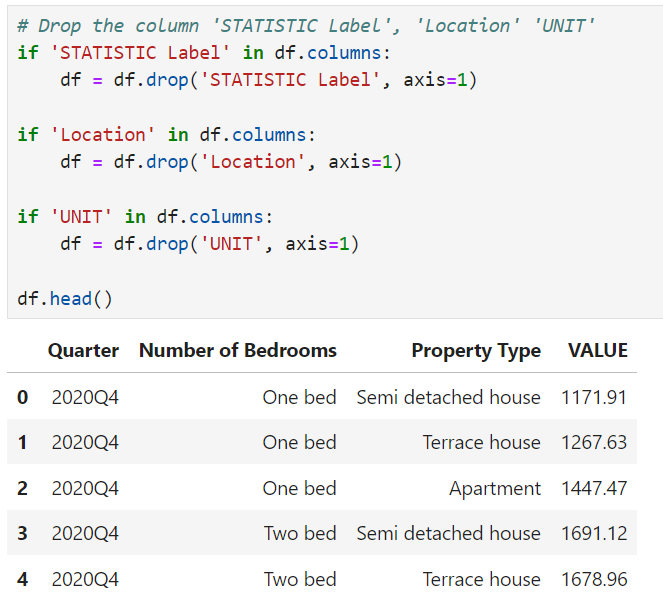 # Drop the column 'STATISTIC Label', 'Location' 'UNIT'
if 'STATISTIC Label' in df.columns:
    df = df.drop('STATISTIC Label', axis=1)
if 'Location' in df.columns:
    df = df.drop('Location', axis=1)
if 'UNIT' in df.columns:
    df = df.drop('UNIT', axis=1)
df.head()
Quarter Number of Bedrooms Property Type VALUE
0 2020Q4 One bed Semi detached house 1171.91
1 2020Q4 One bed Terrace house 1267.63
2 2020Q4 One bed Apartment 1447.47
3 2020Q4 Two bed Semi detached house 1691.12
4 2020Q4 Two bed Terrace house 1678.96